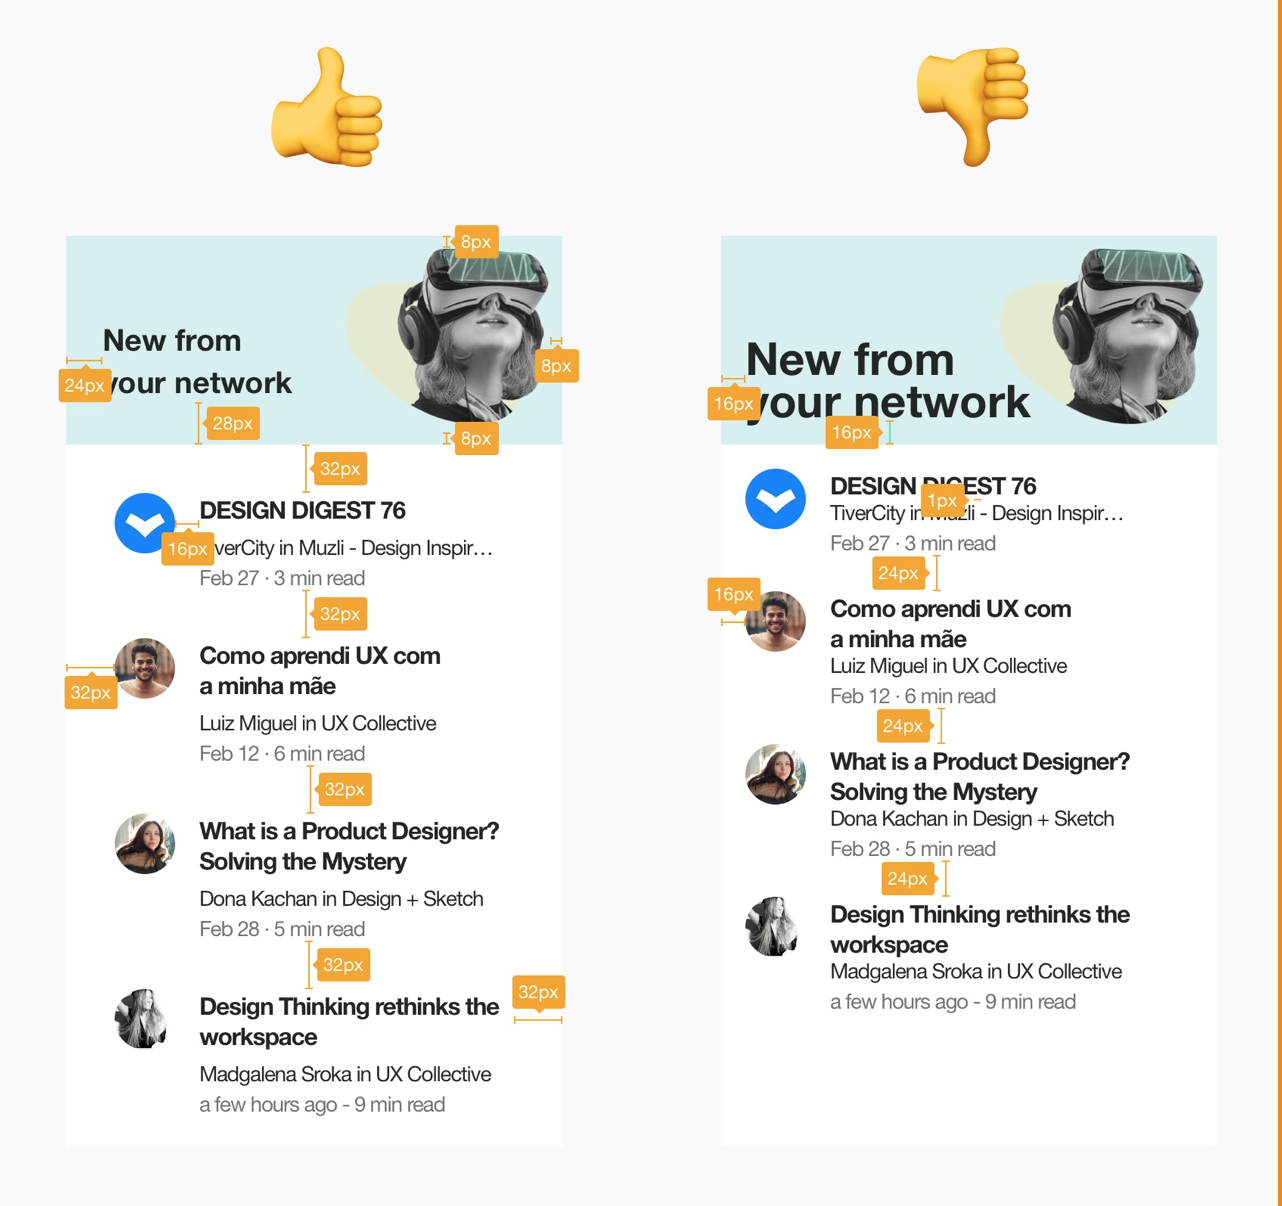 8px
New from
8px
24px
your network
28px
8px
32px
DESIGN DIGEST 76
16px
verCity in Muzli - Design Inspir...
Feb 27 · 3 min read
32px
Como aprendi UX com
a minha mãe
32px
Luiz Miguel in UX Collective
Feb 12 · 6 min read
32px
What is a Product Designer?
Solving the Mystery
Dona Kachan in Design + Sketch
Feb 28 · 5 min read
32px
32px
Design Thinking rethinks the
workspace
Madgalena Sroka in UX Collective
a few hours ago - 9 min read
New from
16px
your network
16px
DESIGN DIGEST 76
1px
TiverCity in Muzli - Design Inspir...
Feb 27 · 3 min read
24px
16px
Como aprendi UX com
a minha mãe
Luiz Miguel in UX Collective
Feb 12 · 6 min read
24px
What is a Product Designer?
Solving the Mystery
Dona Kachan in Design + Sketch
Feb 28 · 5 min read
24px
Design Thinking rethinks the
workspace
Madgalena Sroka in UX Collective
a few hours ago - 9 min read